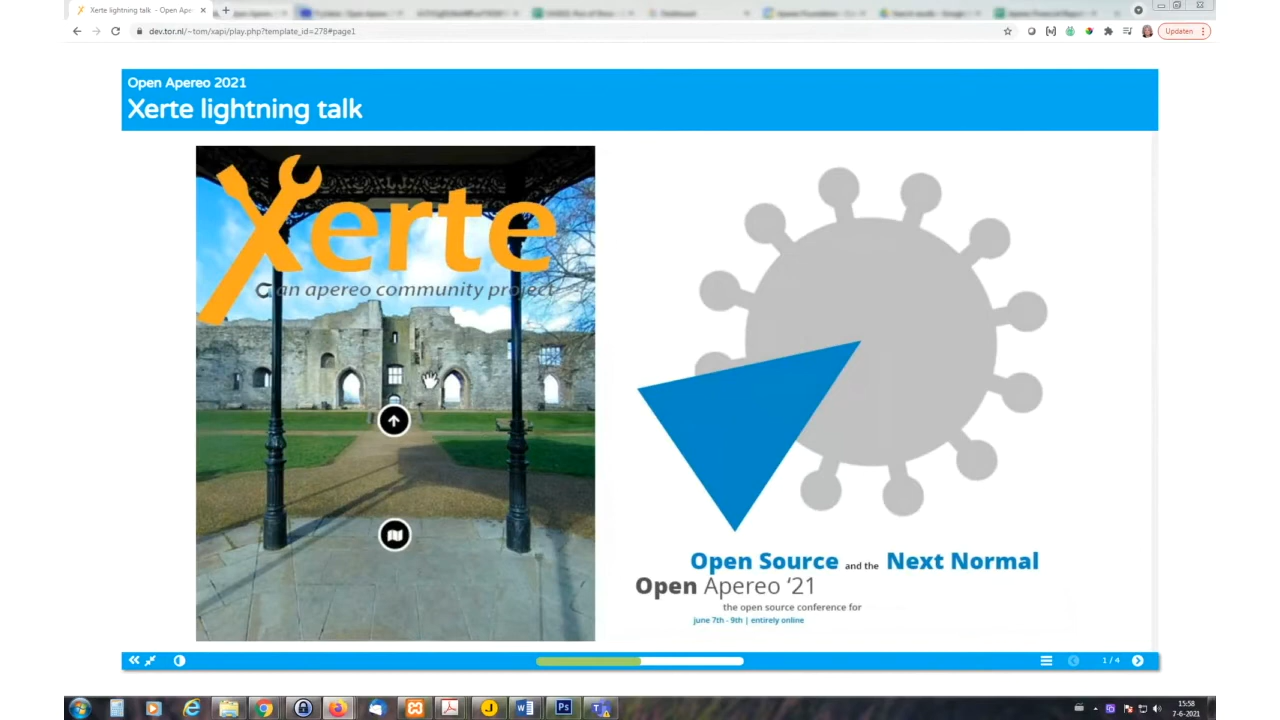 Xerte lightning talk - Open Ape
dev.tor.nl/~tom/xapi/play.php?template_id=278#page1
Updaten
Open Apereo 2021
Xerte lightning talk
Xerte
an apereo community project
Open Source and the Next Normal
Open Apereo ‘21
the open source conference for
june 7th - 9th | entirely online
1 / 4
15:58
7-6-2021